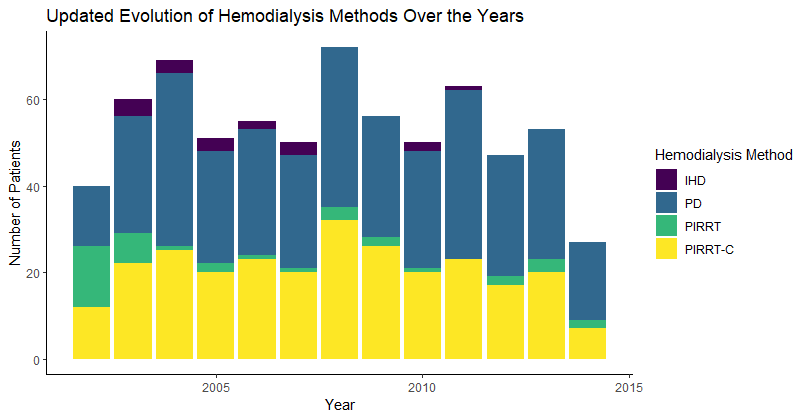 Updated Evolution of Hemodialysis Methods Over the Years
Number of Patients
60
40
20
0
2005
2010
2015
Year
Hemodialysis Method
IHD
PD
PIRRT
PIRRT-C